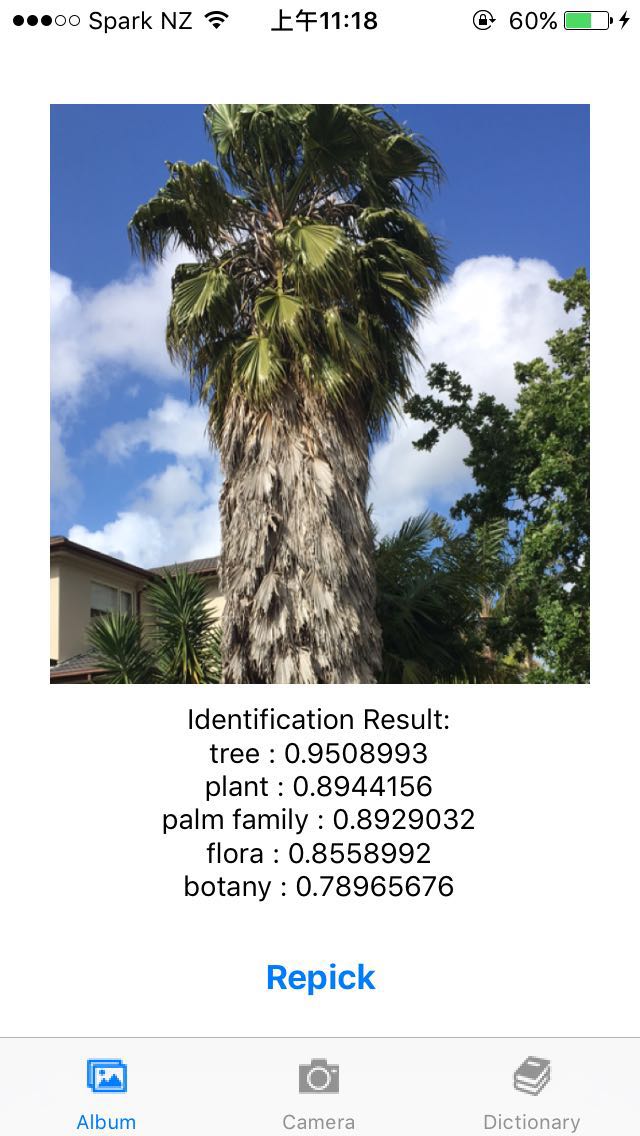 Spark NZ 上午11:18 60%
Identification Result:
tree : 0.9508993
plant : 0.8944156
palm family : 0.8929032
flora : 0.8558992
botany : 0.78965676
Repick
Album Camera Dictionary